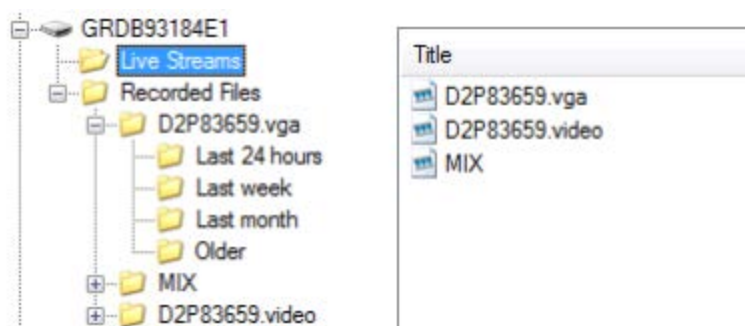 GRDB93184E1
Live Streams
Recorded Files
D2P83659.vga
Last 24 hours
Last week
Last month
Older
MIX
D2P83659.video
Title
D2P83659.vga
D2P83659.video
MIX